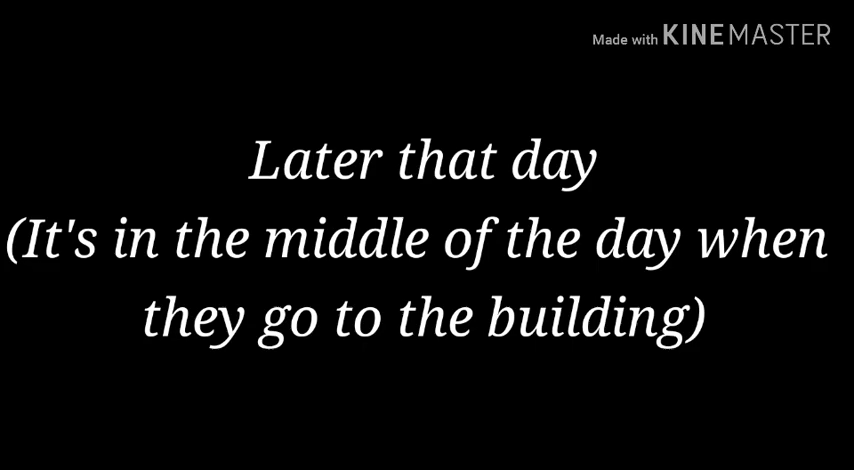 Made with KINEMASTER
Later that day
(It's in the middle of the day when
they go to the building)